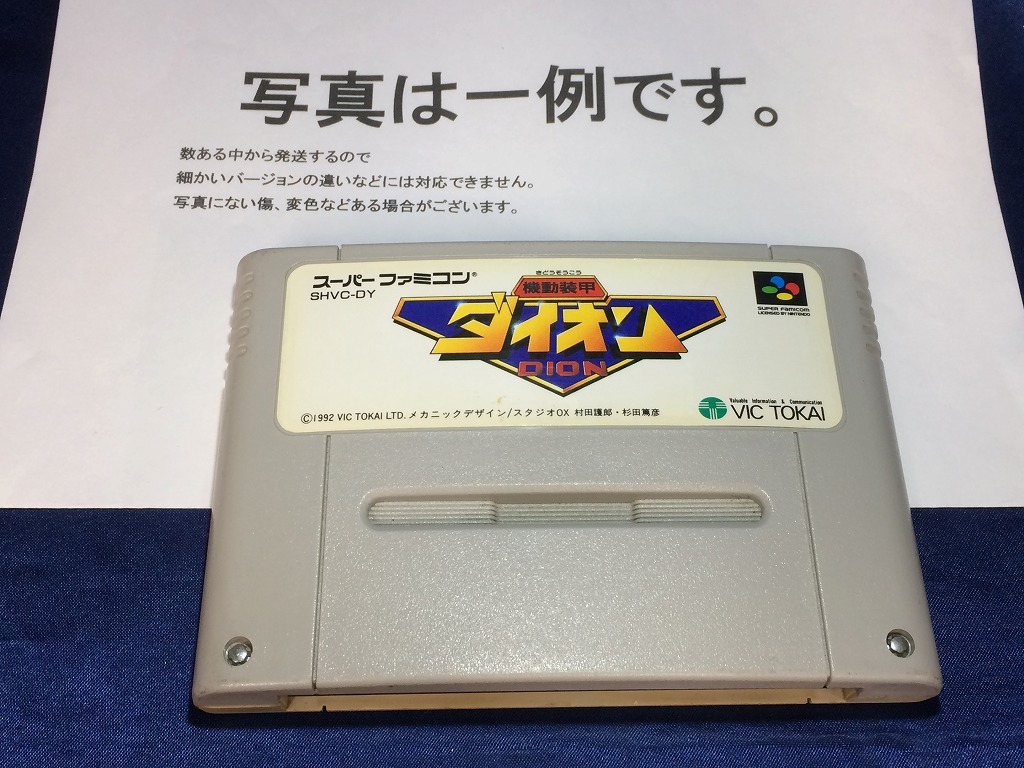 写真は一例です。
数ある中から発送するので
細かいバージョンの違いなどには対応できません。
写真にない傷、変色などある場合がございます。
スーパーファミコン®
SHVC-DY
きどうそうこう
機動装甲
ダイオン
DION
SUPER FAMICOM
LICENSED BY NINTENDO
©1992 VIC TOKAI LTD. メカニックデザイン/スタジオOX 村田護郎・杉田篤彦
Valuable Information & Communication
VIC TOKAI